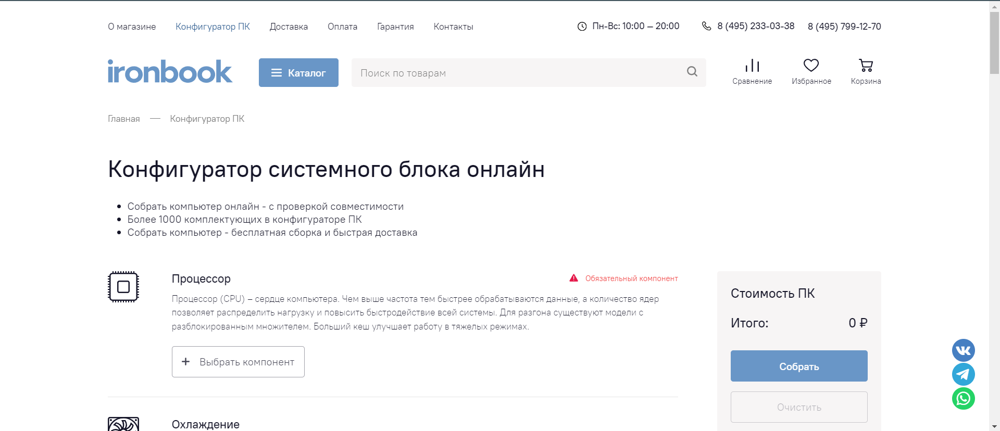 О магазине Конфигуратор ПК Доставка Оплата Гарантия Контакты Пн-Вс: 10:00 — 20:00 8 (495) 233-03-38 8 (495) 799-12-70
ironbook Каталог Поиск по товарам Сравнение Избранное Корзина
Главная — Конфигуратор ПК
Конфигуратор системного блока онлайн
Собрать компьютер онлайн - с проверкой совместимости
Более 1000 комплектующих в конфигураторе ПК
Собрать компьютер - бесплатная сборка и быстрая доставка
Процессор Обязательный компонент
Процессор (CPU) – сердце компьютера. Чем выше частота тем быстрее обрабатываются данные, а количество ядер
позволяет распределить нагрузку и повысить быстродействие всей системы. Для разгона существуют модели с
разблокированным множителем. Больший кеш улучшает работу в тяжелых режимах.
Выбрать компонент
Стоимость ПК
Итого: 0 ₽
Собрать
Очистить
Охлаждение